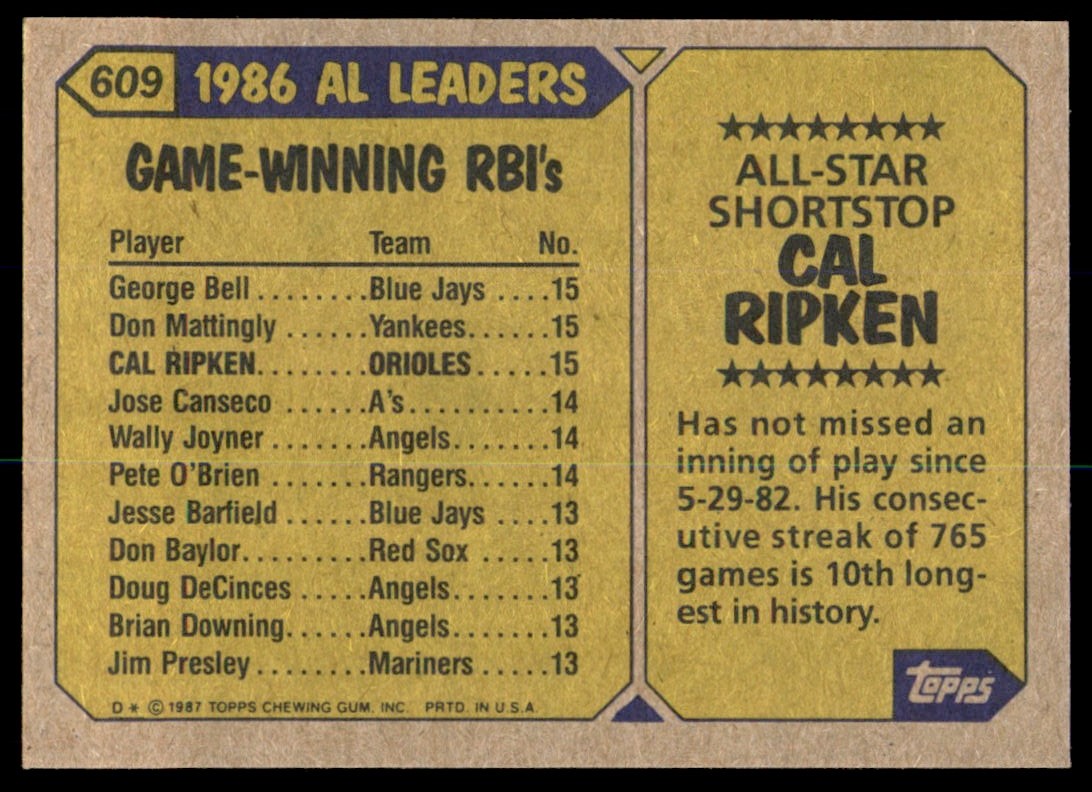 609 1986 AL LEADERS
GAME-WINNING RBI's
Player Team No.
George Bell ........Blue Jays ....15
Don Mattingly ......Yankees......15
CAL RIPKEN........ORIOLES.....15
Jose Canseco ......A's..........14
Wally Joyner .......Angels.......14
Pete O'Brien .......Rangers......14
Jesse Barfield ......Blue Jays ....13
Don Baylor.........Red Sox .....13
Doug DeCinces .....Angels.......13
Brian Downing......Angels.......13
Jim Presley ........Mariners .....13
D * © 1987 TOPPS CHEWING GUM. INC. PRTD. IN U.S.A.
★★★★★★★★
ALL-STAR
SHORTSTOP
CAL
RIPKEN
★★★★★★★★
Has not missed an
inning of play since
5-29-82. His consec-
utive streak of 765
games is 10th long-
est in history.
topps